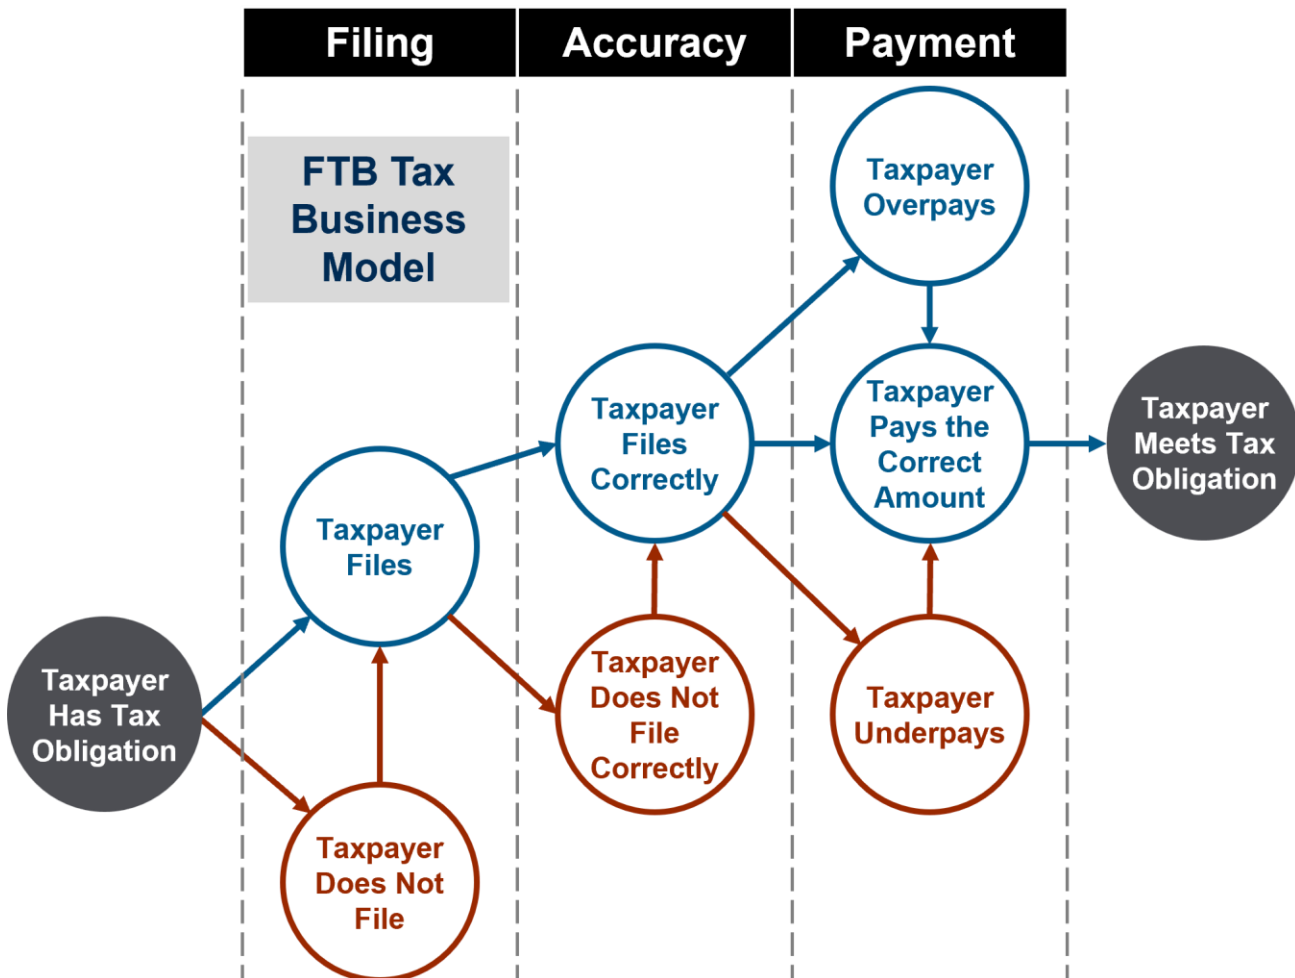 Filing
Accuracy
Payment
FTB Tax
Business
Model
Taxpayer
Has Tax
Obligation
Taxpayer
Files
Taxpayer
Does Not
File
Taxpayer
Files
Correctly
Taxpayer
Does Not
File
Correctly
Taxpayer
Overpays
Taxpayer
Pays the
Correct
Amount
Taxpayer
Underpays
Taxpayer
Meets Tax
Obligation